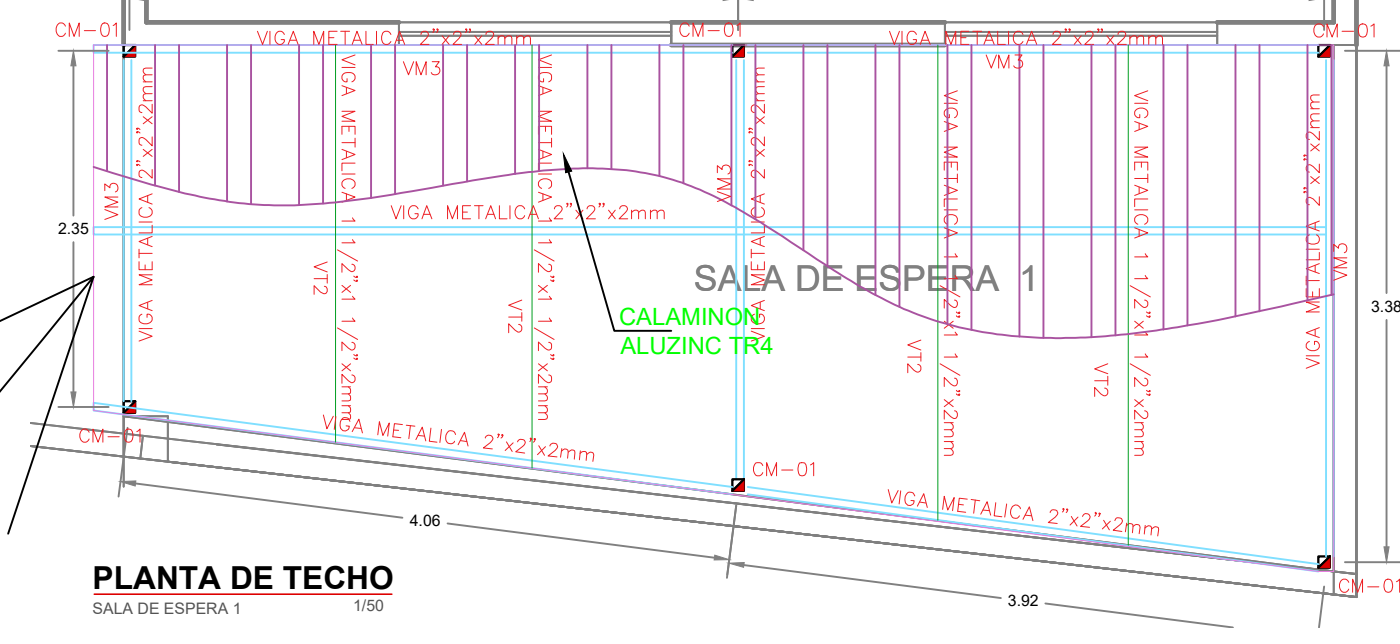 CM-01
CM-01
CM-01
VIGA METALICA 2"x2"x2mm
VIGA METALICA 2"x2"x2mm
VM3
VM3
VIGA METALICA 2"x2"x2mm
VIGA METALICA 1 1/2"x1 1/2"x2mm
VIGA METALICA 1 1/2"x1 1/2"x2mm
VIGA METALICA 2"x2"x2mm
VIGA METALICA 1 1/2"x1 1/2"x2mm
VIGA METALICA 1 1/2"x1 1/2"x2mm
VIGA METALICA 2"x2"x2mm
VM3
VM3
VM3
VIGA METALICA 2"x2"x2mm
2.35
VT2
VT2
VT2
VT2
SALA DE ESPERA 1
3.38
CALAMINON
ALUZINC TR4
CM-01
VIGA METALICA 2"x2"x2mm
CM-01
VIGA METALICA 2"x2"x2mm
4.06
3.92
CM-01
PLANTA DE TECHO
SALA DE ESPERA 1
1/50